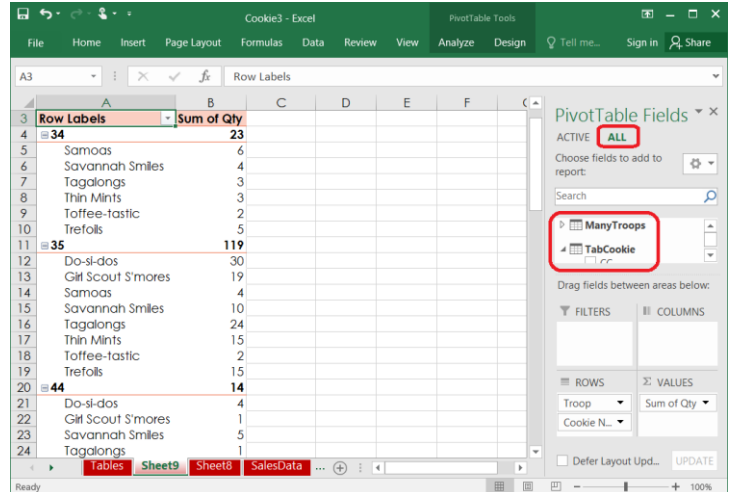 Cookie3 - Excel
PivotTable Tools
File Home Insert Page Layout Formulas Data Review View Analyze Design Tell me... Sign in Share
A3 fx Row Labels
A B C D E F
3 Row Labels Sum of Qty
4 34 23
5 Samoas 6
6 Savannah Smiles 4
7 Tagalongs 3
8 Thin Mints 3
9 Toffee-tastic 2
10 Trefoils 5
11 35 119
12 Do-si-dos 30
13 Girl Scout S'mores 19
14 Samoas 4
15 Savannah Smiles 10
16 Tagalongs 24
17 Thin Mints 15
18 Toffee-tastic 2
19 Trefoils 15
20 44 14
21 Do-si-dos 4
22 Girl Scout S'mores 1
23 Savannah Smiles 5
24 Tagalongs 1
PivotTable Fields
ACTIVE ALL
Choose fields to add to
report:
Search
ManyTroops
TabCookie
Drag fields between areas below:
FILTERS COLUMNS
ROWS Σ VALUES
Troop Sum of Qty
Cookie N...
Defer Layout Upd... UPDATE
Tables Sheet9 Sheet8 SalesData ...
Ready 100%